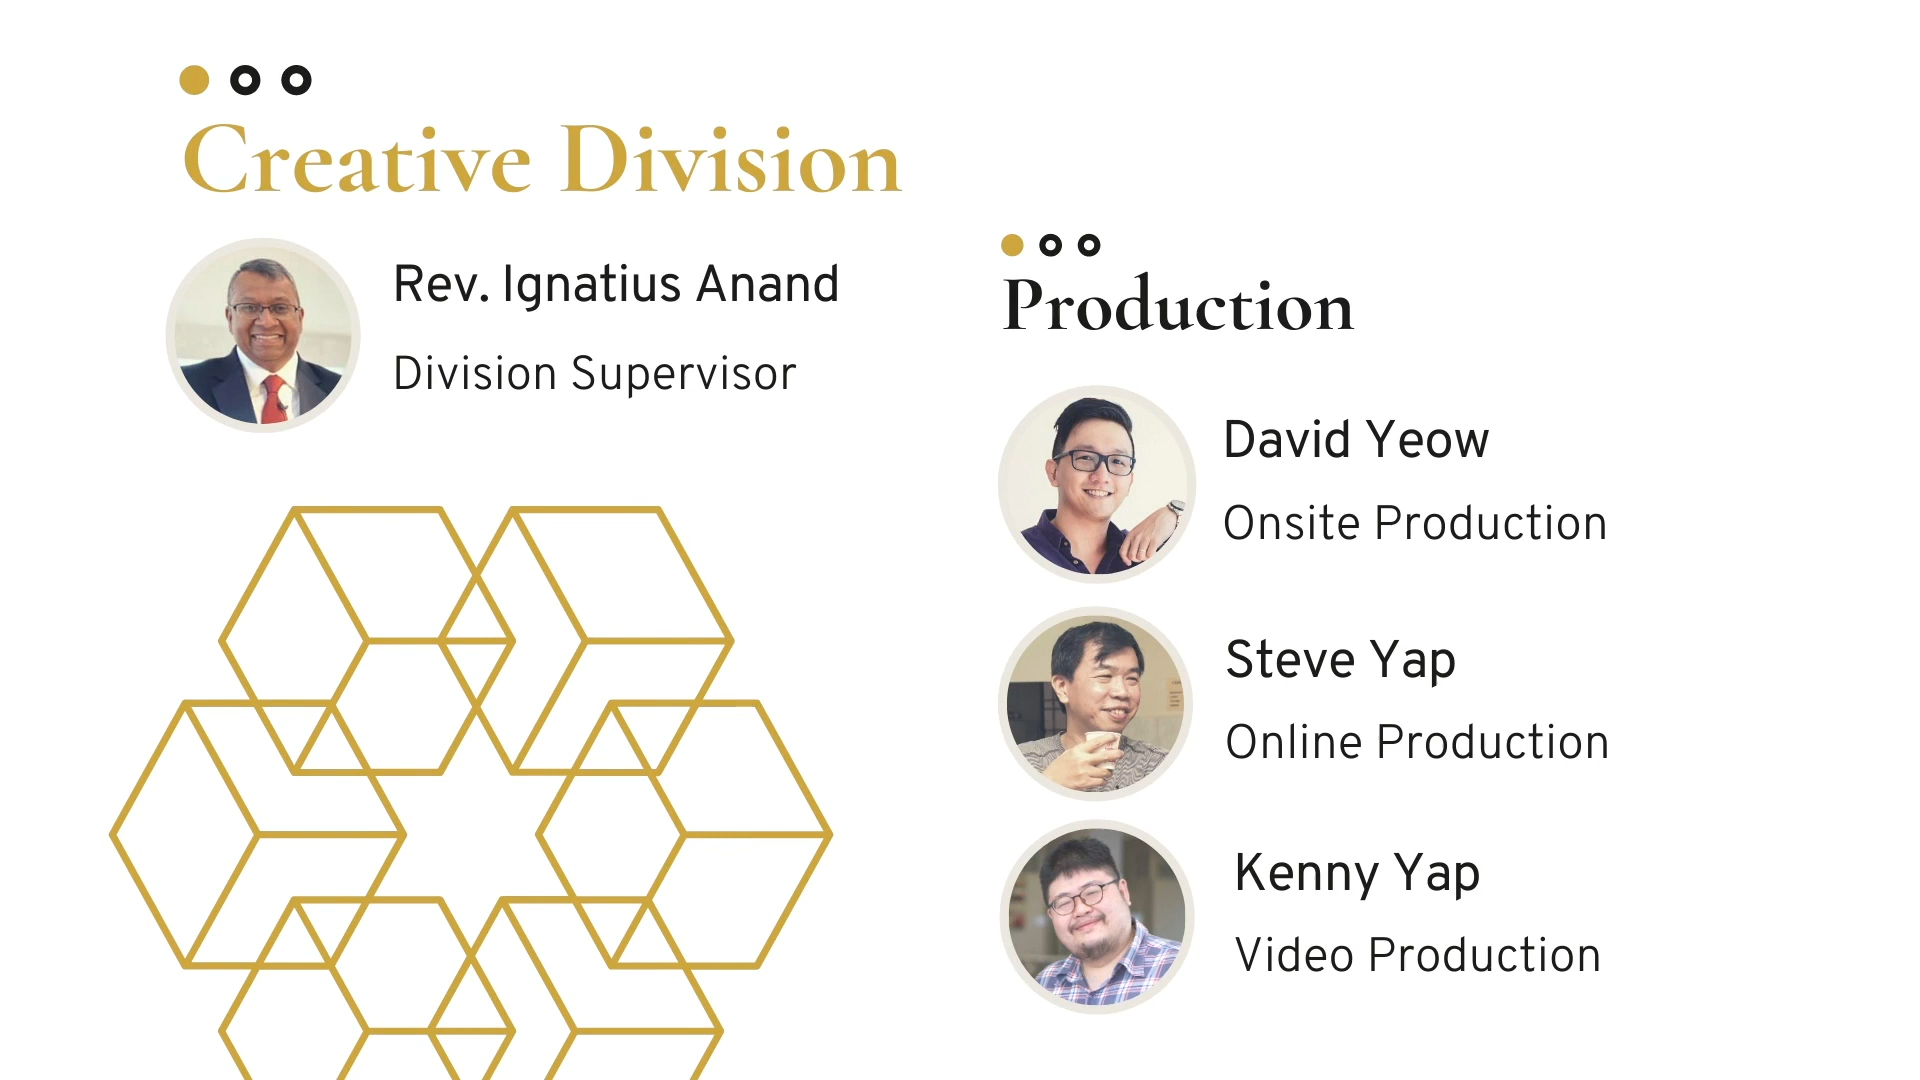 Creative Division
Rev. Ignatius Anand
Division Supervisor
Production
David Yeow
Onsite Production
Steve Yap
Online Production
Kenny Yap
Video Production